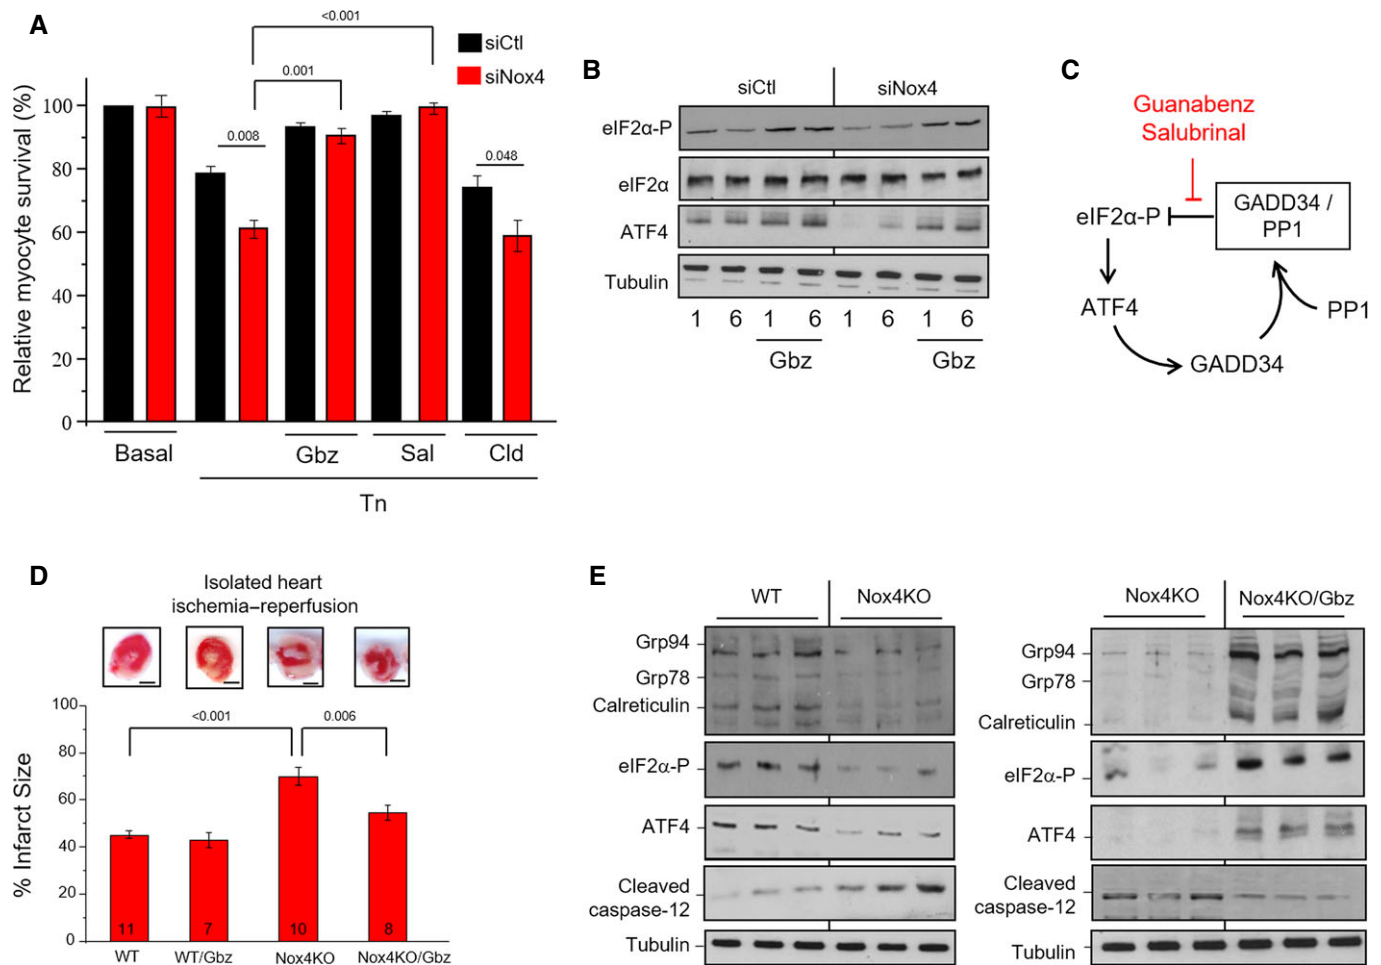 A
<0.001
siCtl
siNox4
0.001
0.008
0.048
Relative myocyte survival (%)
100
80
60
40
20
0
Basal
Gbz
Sal
Cld
Tn
B
siCtl
siNox4
eIF2α-P
eIF2α
ATF4
Tubulin
1 6 1 6 1 6 1 6
Gbz Gbz
C
Guanabenz
Salubrinal
eIF2α-P
GADD34 /
PP1
ATF4
PP1
GADD34
D
Isolated heart
ischemia–reperfusion
% Infarct Size
100
80
60
40
20
0
<0.001
0.006
11 7 10 8
WT WT/Gbz Nox4KO Nox4KO/Gbz
E
WT Nox4KO
Grp94
Grp78
Calreticulin
eIF2α-P
ATF4
Cleaved
caspase-12
Tubulin
Nox4KO Nox4KO/Gbz
Grp94
Grp78
Calreticulin
eIF2α-P
ATF4
Cleaved
caspase-12
Tubulin